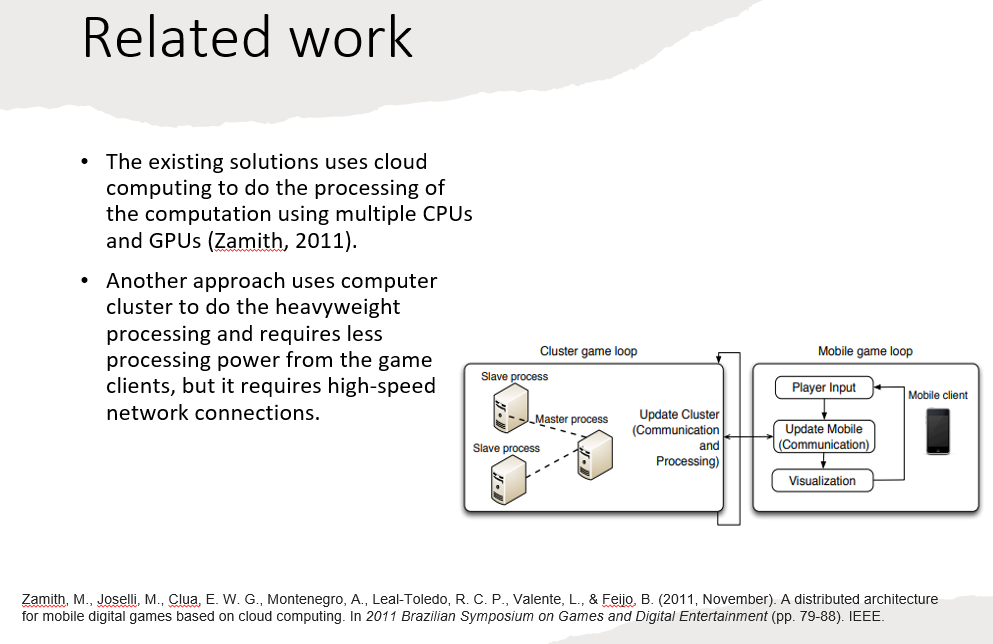 Related work
• The existing solutions uses cloud
computing to do the processing of
the computation using multiple CPUs
and GPUs (Zamith, 2011).
• Another approach uses computer
cluster to do the heavyweight
processing and requires less
processing power from the game
clients, but it requires high-speed
network connections.
Cluster game loop
Slave process
Master process
Slave process
Update Cluster
(Communication
and
Processing)
Mobile game loop
Player Input
Mobile client
Update Mobile
(Communication)
Visualization
Zamith, M., Joselli, M., Clua, E. W. G., Montenegro, A., Leal-Toledo, R. C. P., Valente, L., & Feijo, B. (2011, November). A distributed architecture
for mobile digital games based on cloud computing. In 2011 Brazilian Symposium on Games and Digital Entertainment (pp. 79-88). IEEE.